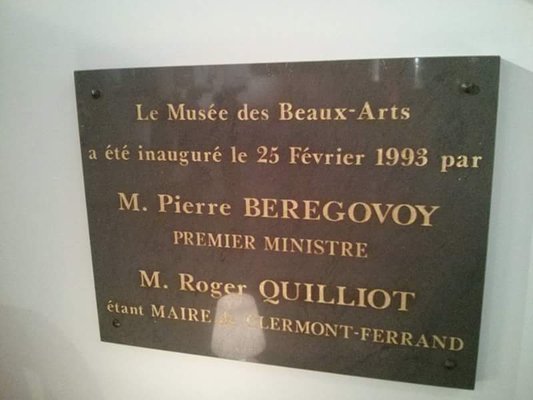 Le Musée des Beaux-Arts
a été inauguré le 25 Février 1993 par
M. Pierre BEREGOVOY
PREMIER MINISTRE
M. Roger QUILLIOT
étant MAIRE de CLERMONT-FERRAND